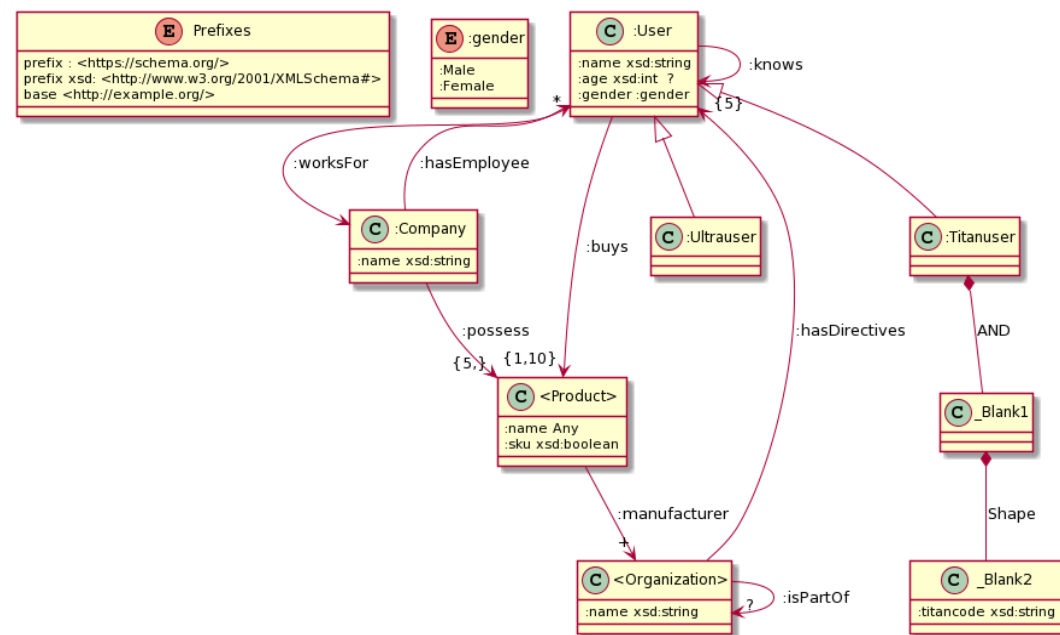 E Prefixes
prefix : <https://schema.org/>
prefix xsd: <http://www.w3.org/2001/XMLSchema#>
base <http://example.org/>
E :gender
:Male
:Female
C :User
:name xsd:string
:age xsd:int ?
:gender :gender
:knows
*
{5}
:worksFor
:hasEmployee
C :Company
:name xsd:string
:buys
C :Ultrauser
C :Titanuser
:possess
{5,}
{1,10}
:hasDirectives
AND
C <Product>
:name Any
:sku xsd:boolean
C _Blank1
:manufacturer
+
Shape
C <Organization>
:name xsd:string
:isPartOf
?
C _Blank2
:titancode xsd:string